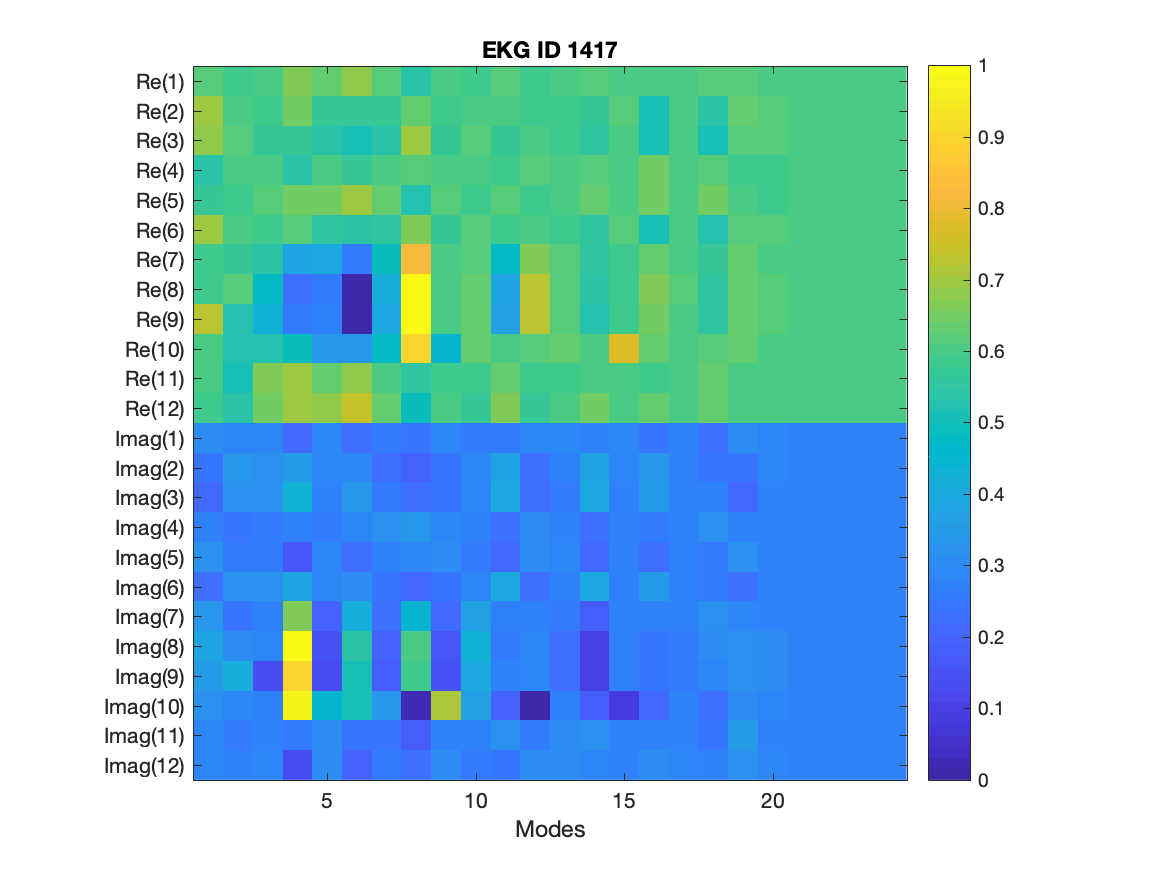 EKG ID 1417
Re(1)
Re(2)
Re(3)
Re(4)
Re(5)
Re(6)
Re(7)
Re(8)
Re(9)
Re(10)
Re(11)
Re(12)
Imag(1)
Imag(2)
Imag(3)
Imag(4)
Imag(5)
Imag(6)
Imag(7)
Imag(8)
Imag(9)
Imag(10)
Imag(11)
Imag(12)
5 10 15 20
Modes
1
0.9
0.8
0.7
0.6
0.5
0.4
0.3
0.2
0.1
0